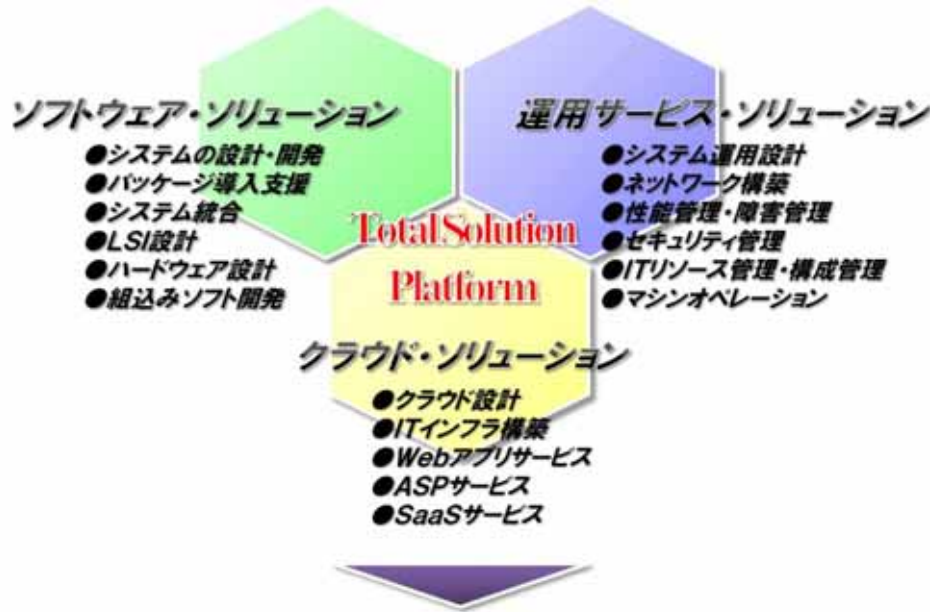 ソフトウェア・ソリューション
●システムの設計・開発
●パッケージ導入支援
●システム統合
●LSI設計
●ハードウェア設計
●組込みソフト開発
運用サービス・ソリューション
●システム運用設計
●ネットワーク構築
●性能管理・障害管理
●セキュリティ管理
●ITリソース管理・構成管理
●マシンオペレーション
Total Solution
Platform
クラウド・ソリューション
●クラウド設計
●ITインフラ構築
●Webアプリサービス
●ASPサービス
●SaaSサービス